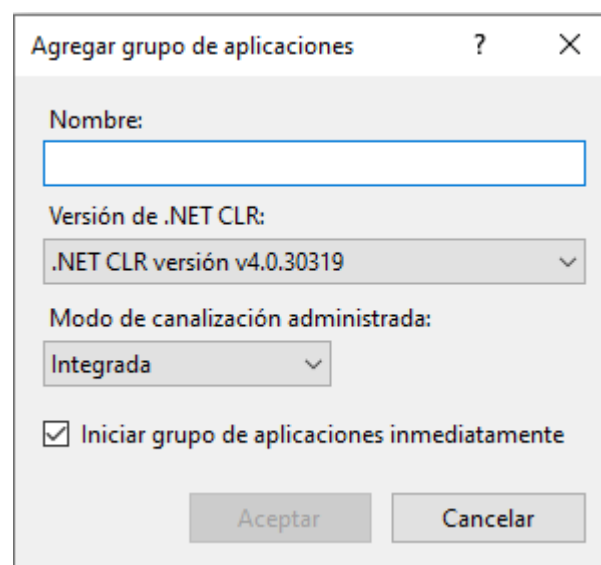 Agregar grupo de aplicaciones ?
Nombre:
Versión de .NET CLR:
.NET CLR versión v4.0.30319
Modo de canalización administrada:
Integrada
Iniciar grupo de aplicaciones inmediatamente
Aceptar Cancelar